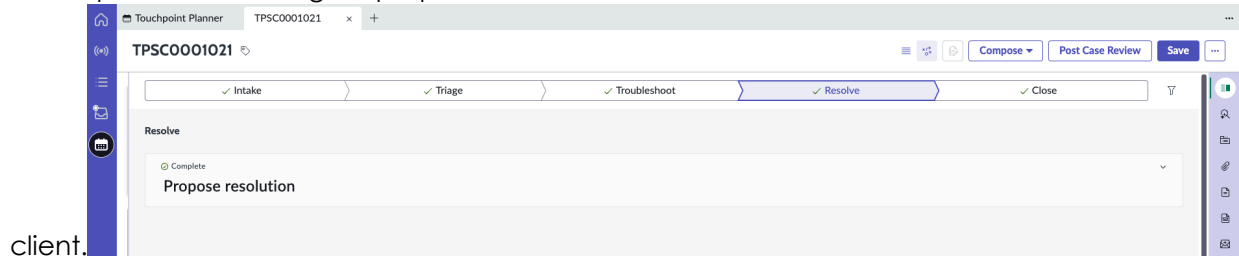 Touchpoint Planner TPSC0001021 × +
TPSC0001021 Compose Post Case Review Save
Intake Triage Troubleshoot Resolve Close
Resolve
Complete
Propose resolution
client.